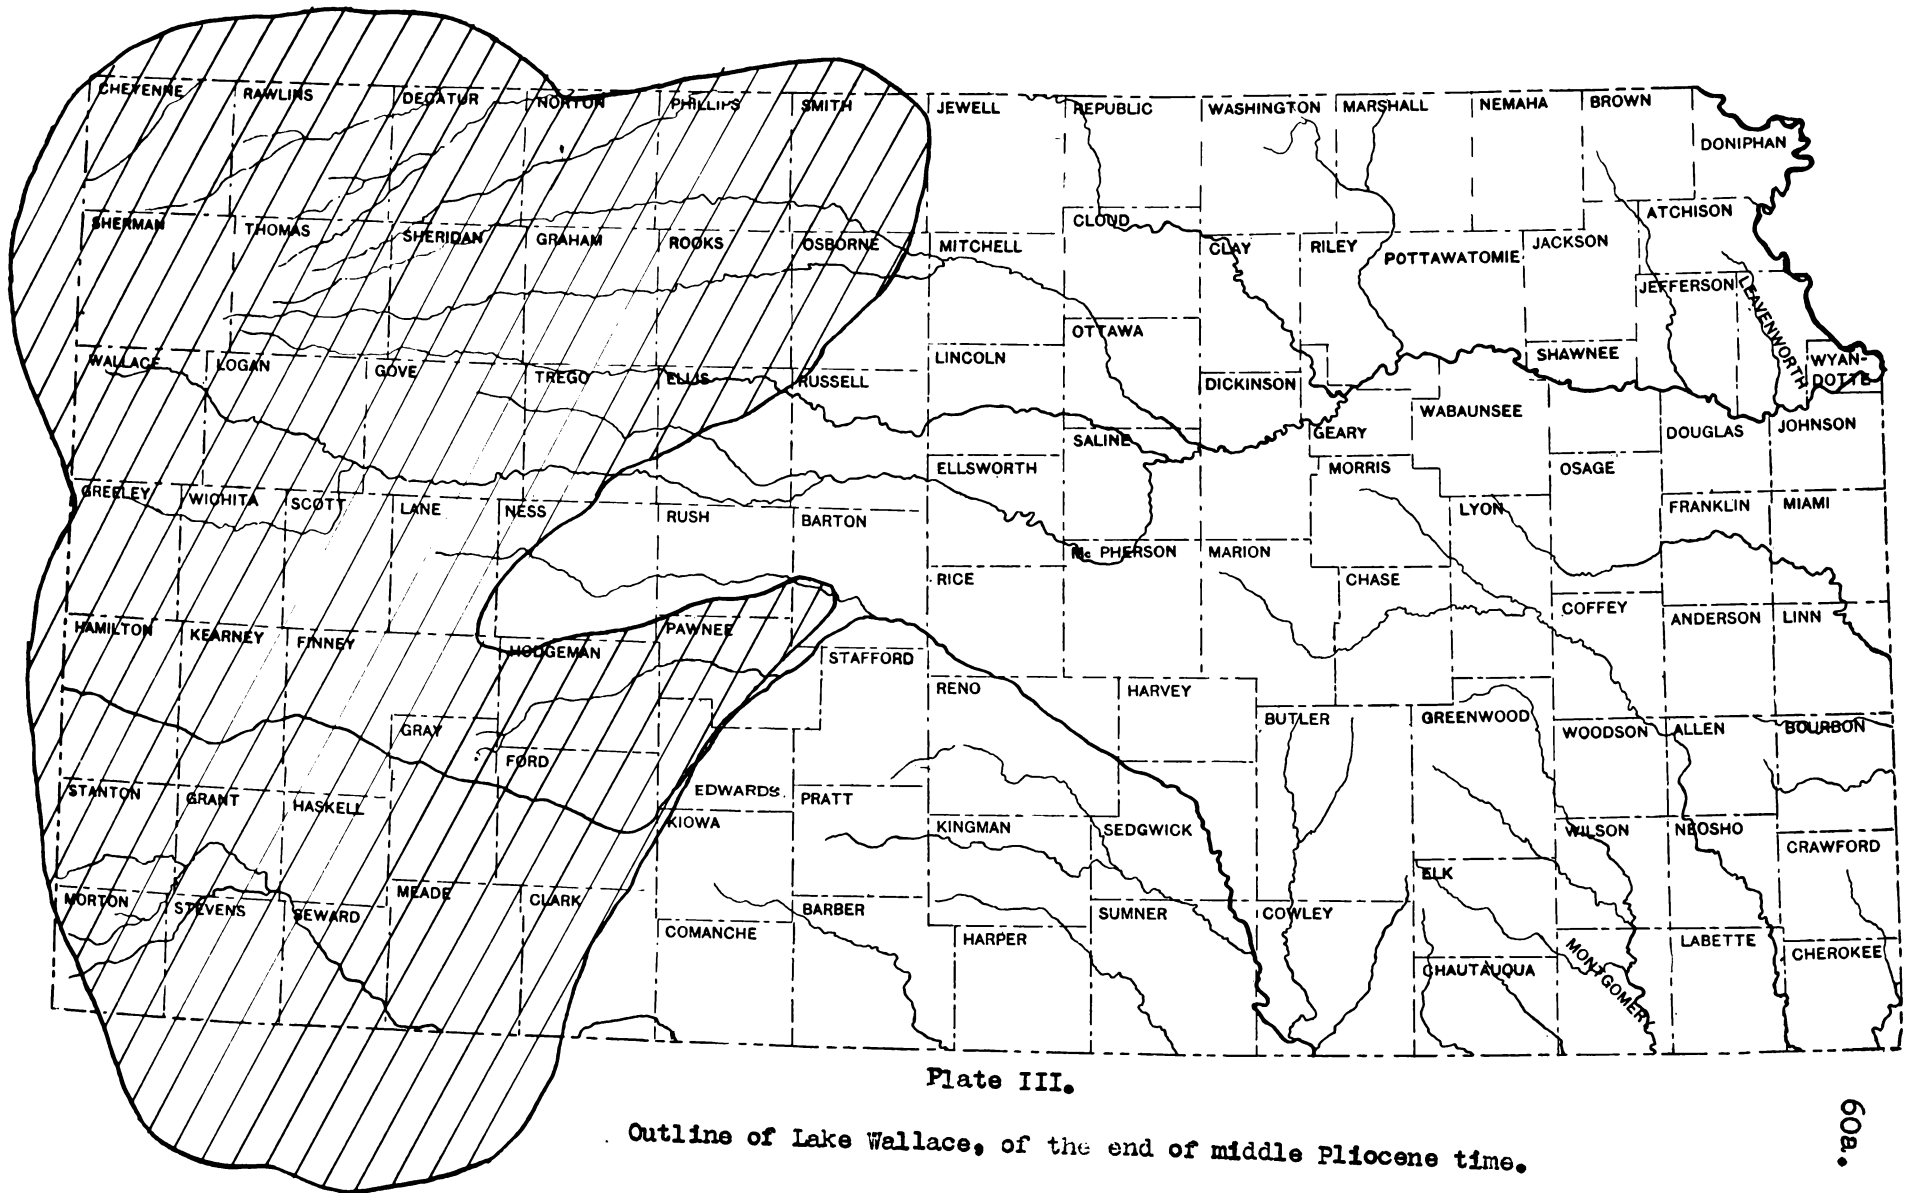 CHEYENNE RAWLINS DECATUR NORTON PHILLIPS SMITH JEWELL REPUBLIC WASHINGTON MARSHALL NEMAHA BROWN
DONIPHAN
SHERMAN THOMAS SHERIDAN GRAHAM ROOKS OSBORNE MITCHELL CLOUD CLAY RILEY POTTAWATOMIE JACKSON ATCHISON
JEFFERSON LEAVENWORTH
WALLACE LOGAN GOVE TREGO ELLIS RUSSELL LINCOLN OTTAWA DICKINSON SHAWNEE WYAN-
DOTTE
GEARY WABAUNSEE DOUGLAS JOHNSON
SALINE
ELLSWORTH MORRIS OSAGE
GREELEY WICHITA SCOTT LANE NESS RUSH BARTON LYON FRANKLIN MIAMI
RICE Mc PHERSON MARION CHASE COFFEY ANDERSON LINN
HAMILTON KEARNEY FINNEY HODGEMAN PAWNEE STAFFORD
RENO HARVEY BUTLER GREENWOOD WOODSON ALLEN BOURBON
GRAY
FORD
STANTON GRANT HASKELL EDWARDS PRATT
KIOWA KINGMAN SEDGWICK WILSON NEOSHO CRAWFORD
ELK
MORTON STEVENS SEWARD MEADE CLARK BARBER SUMNER COWLEY
COMANCHE HARPER MONTGOMERY LABETTE CHEROKEE
CHAUTAUQUA
Plate III.
Outline of Lake Wallace, of the end of middle Pliocene time.
60a.